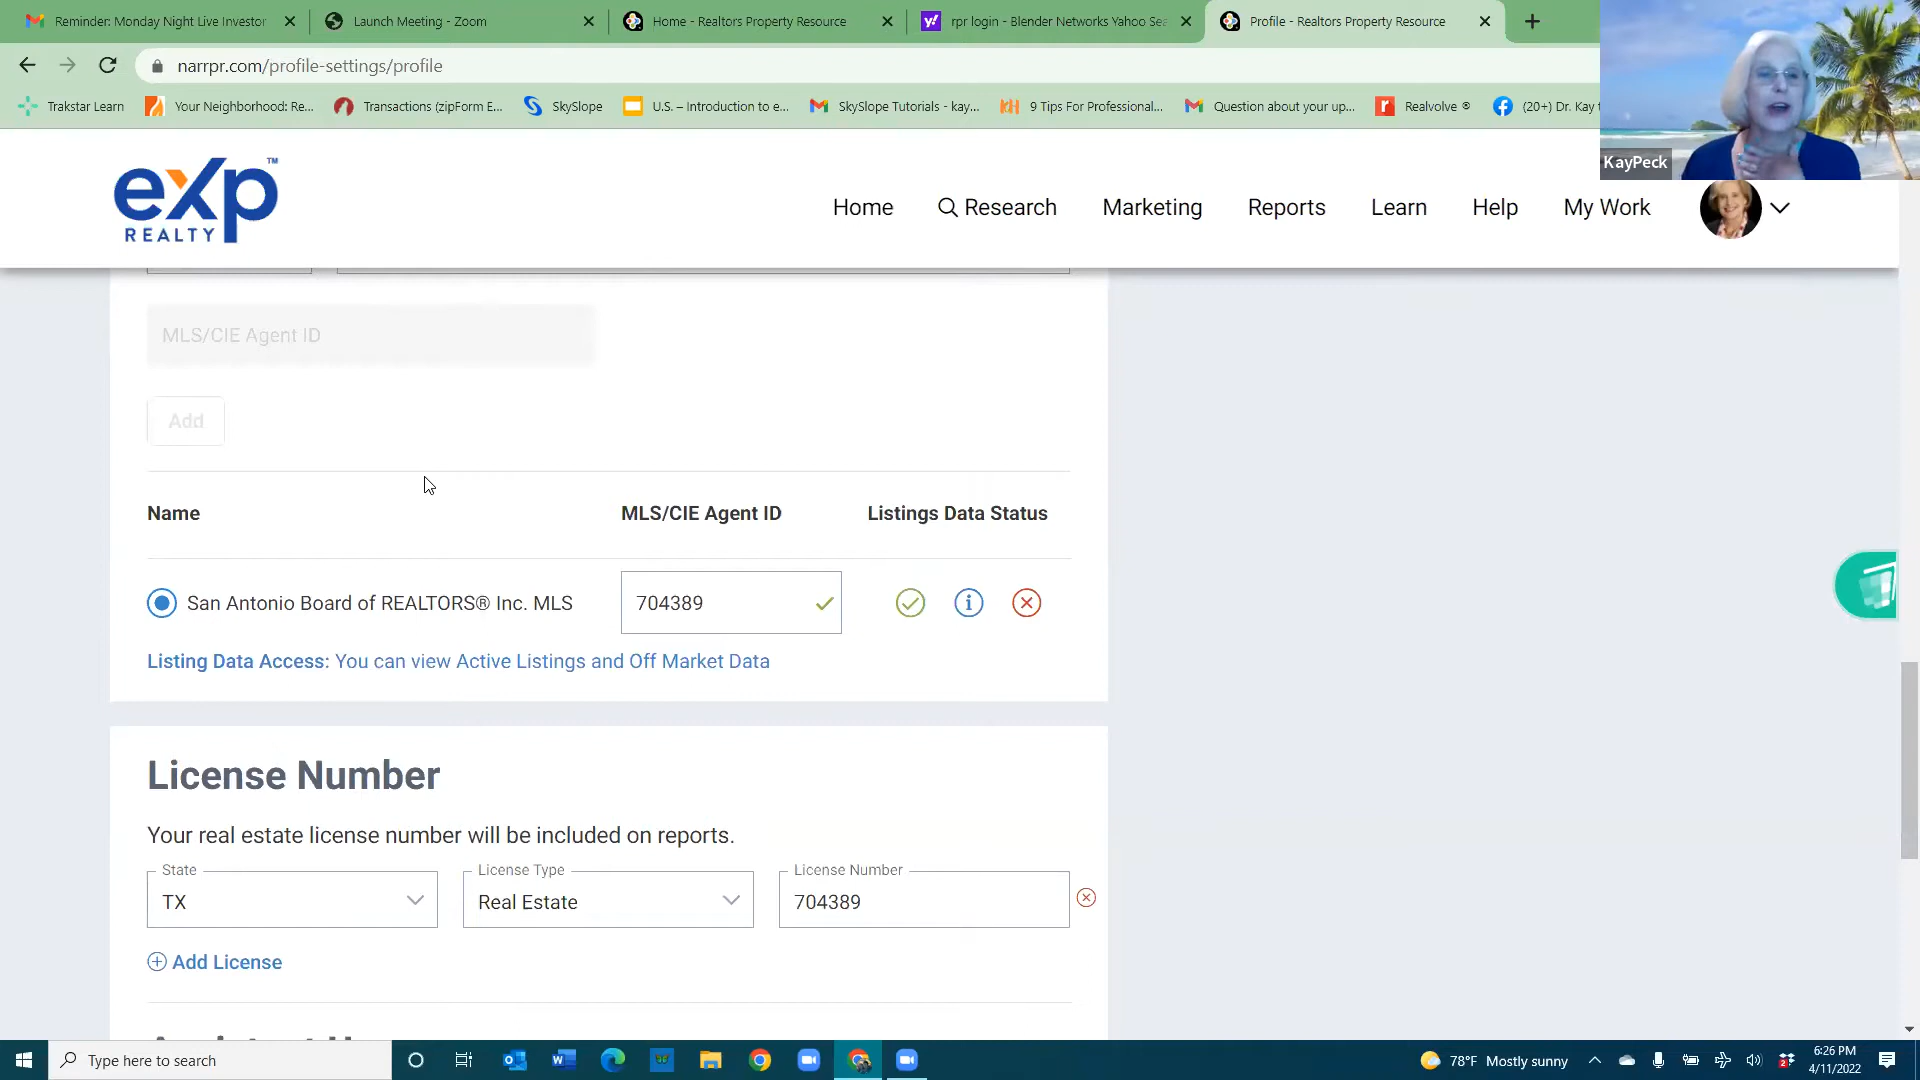 Reminder: Monday Night Live Investor
Launch Meeting - Zoom
Home - Realtors Property Resource
rpr login - Blender Networks Yahoo Sea
Profile - Realtors Property Resource
narrpr.com/profile-settings/profile
Trakstar Learn
Your Neighborhood: Re...
Transactions (zipForm E...
SkySlope
U.S. – Introduction to e...
SkySlope Tutorials - kay...
9 Tips For Professional...
Question about your up...
Realvolve ®
(20+) Dr. Kay
KayPeck
eXp™
REALTY
Home
Research
Marketing
Reports
Learn
Help
My Work
MLS/CIE Agent ID
Add
Name
MLS/CIE Agent ID
Listings Data Status
San Antonio Board of REALTORS® Inc. MLS
704389
Listing Data Access: You can view Active Listings and Off Market Data
License Number
Your real estate license number will be included on reports.
State
License Type
License Number
TX
Real Estate
704389
Add License
Type here to search
78°F Mostly sunny
6:26 PM
4/11/2022